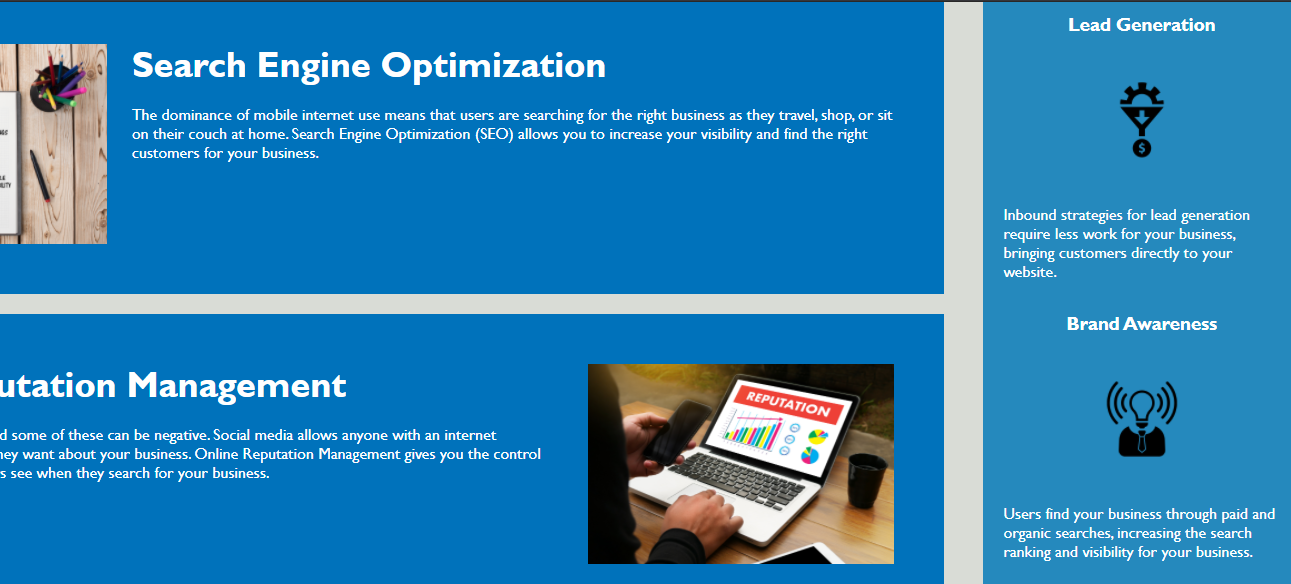 Search Engine Optimization
The dominance of mobile internet use means that users are searching for the right business as they travel, shop, or sit
on their couch at home. Search Engine Optimization (SEO) allows you to increase your visibility and find the right
customers for your business.
utation Management
d some of these can be negative. Social media allows anyone with an internet
hey want about your business. Online Reputation Management gives you the control
s see when they search for your business.
REPUTATION
Lead Generation
$
Inbound strategies for lead generation
require less work for your business,
bringing customers directly to your
website.
Brand Awareness
Users find your business through paid and
organic searches, increasing the search
ranking and visibility for your business.